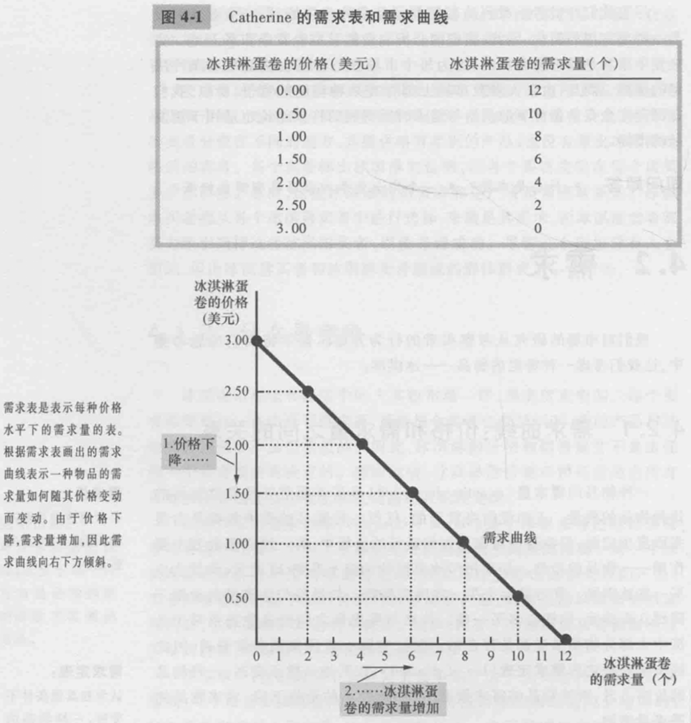 图 4-1 Catherine 的需求表和需求曲线
冰淇淋蛋卷的价格(美元) 冰淇淋蛋卷的需求量(个)
0.00 12
0.50 10
1.00 8
1.50 6
2.00 4
2.50 2
3.00 0
需求表是表示每种价格
水平下的需求量的表。
根据需求表画出的需求
曲线表示一种物品的需
求量如何随其价格变动
而变动。由于价格下
降,需求量增加,因此需
求曲线向右下方倾斜。
冰淇淋蛋
卷的价格
(美元)
3.00
2.50
2.00
1.50
1.00
0.50
1.价格下
降……
需求曲线
0 1 2 3 4 5 6 7 8 9 10 11 12
冰淇淋蛋卷
的需求量(个)
2.……冰淇淋蛋
卷的需求量增加